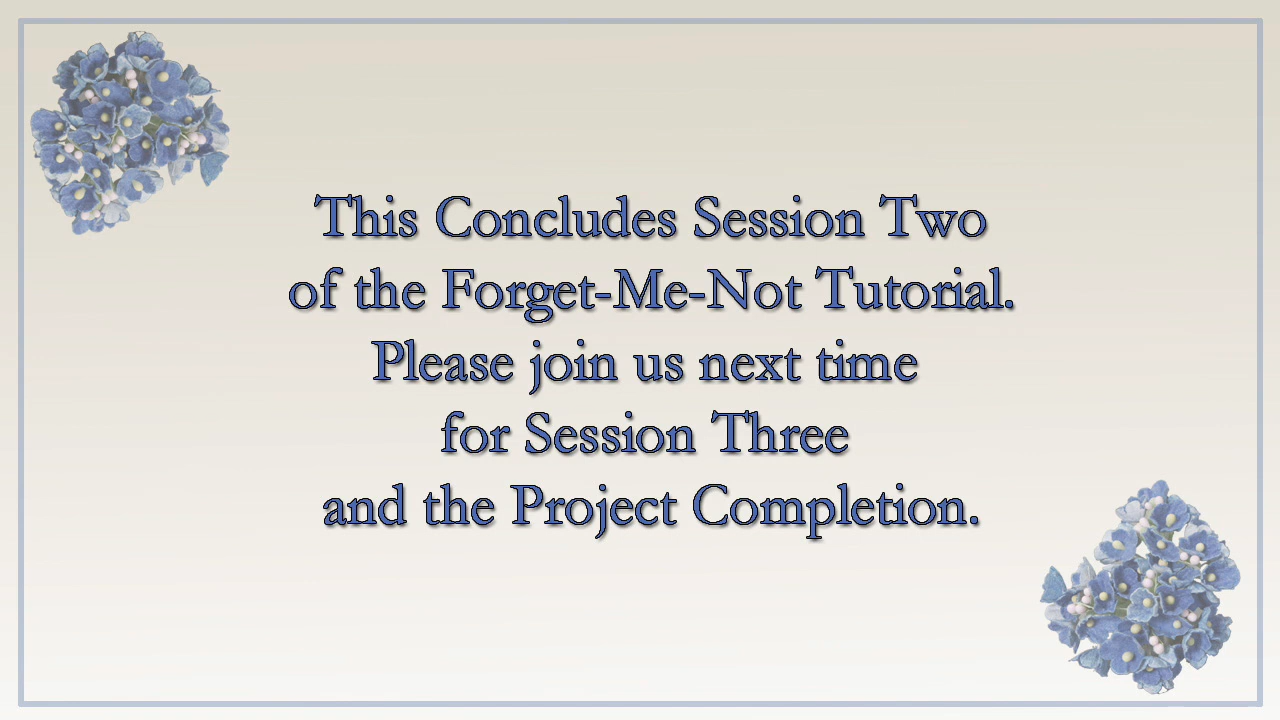 This Concludes Session Two
of the Forget-Me-Not Tutorial.
Please join us next time
for Session Three
and the Project Completion.